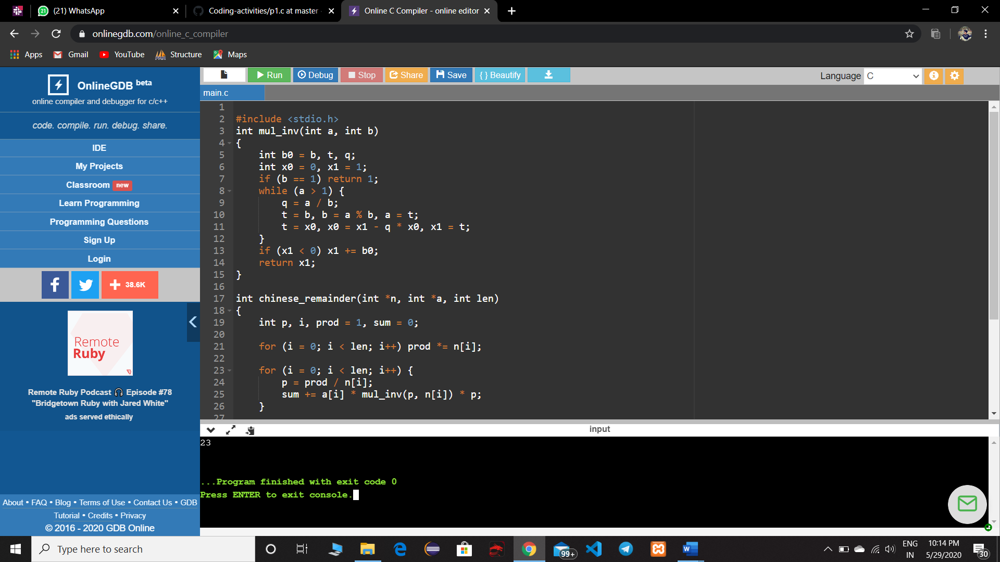 (21) WhatsApp
Coding-activities/p1.c at master
Online C Compiler - online editor
onlinegdb.com/online_c_compiler
Apps
Gmail
YouTube
Structure
Maps
OnlineGDB beta
online compiler and debugger for c/c++
code. compile. run. debug. share.
IDE
My Projects
Classroom new
Learn Programming
Programming Questions
Sign Up
Login
38.6K
Remote
Ruby
Remote Ruby Podcast 🎧 Episode #78
"Bridgetown Ruby with Jared White"
ads served ethically
About • FAQ • Blog • Terms of Use • Contact Us • GDB
Tutorial • Credits • Privacy
© 2016 - 2020 GDB Online
Run
Debug
Stop
Share
Save
{ } Beautify
Language C
main.c
1
2 #include <stdio.h>
3 int mul_inv(int a, int b)
4 {
5     int b0 = b, t, q;
6     int x0 = 0, x1 = 1;
7     if (b == 1) return 1;
8     while (a > 1) {
9         q = a / b;
10         t = b, b = a % b, a = t;
11         t = x0, x0 = x1 - q * x0, x1 = t;
12     }
13     if (x1 < 0) x1 += b0;
14     return x1;
15 }
16
17 int chinese_remainder(int *n, int *a, int len)
18 {
19     int p, i, prod = 1, sum = 0;
20
21     for (i = 0; i < len; i++) prod *= n[i];
22
23     for (i = 0; i < len; i++) {
24         p = prod / n[i];
25         sum += a[i] * mul_inv(p, n[i]) * p;
26     }
27
input
23
...Program finished with exit code 0
Press ENTER to exit console.
Type here to search
99+
ENG
IN
10:14 PM
5/29/2020
30